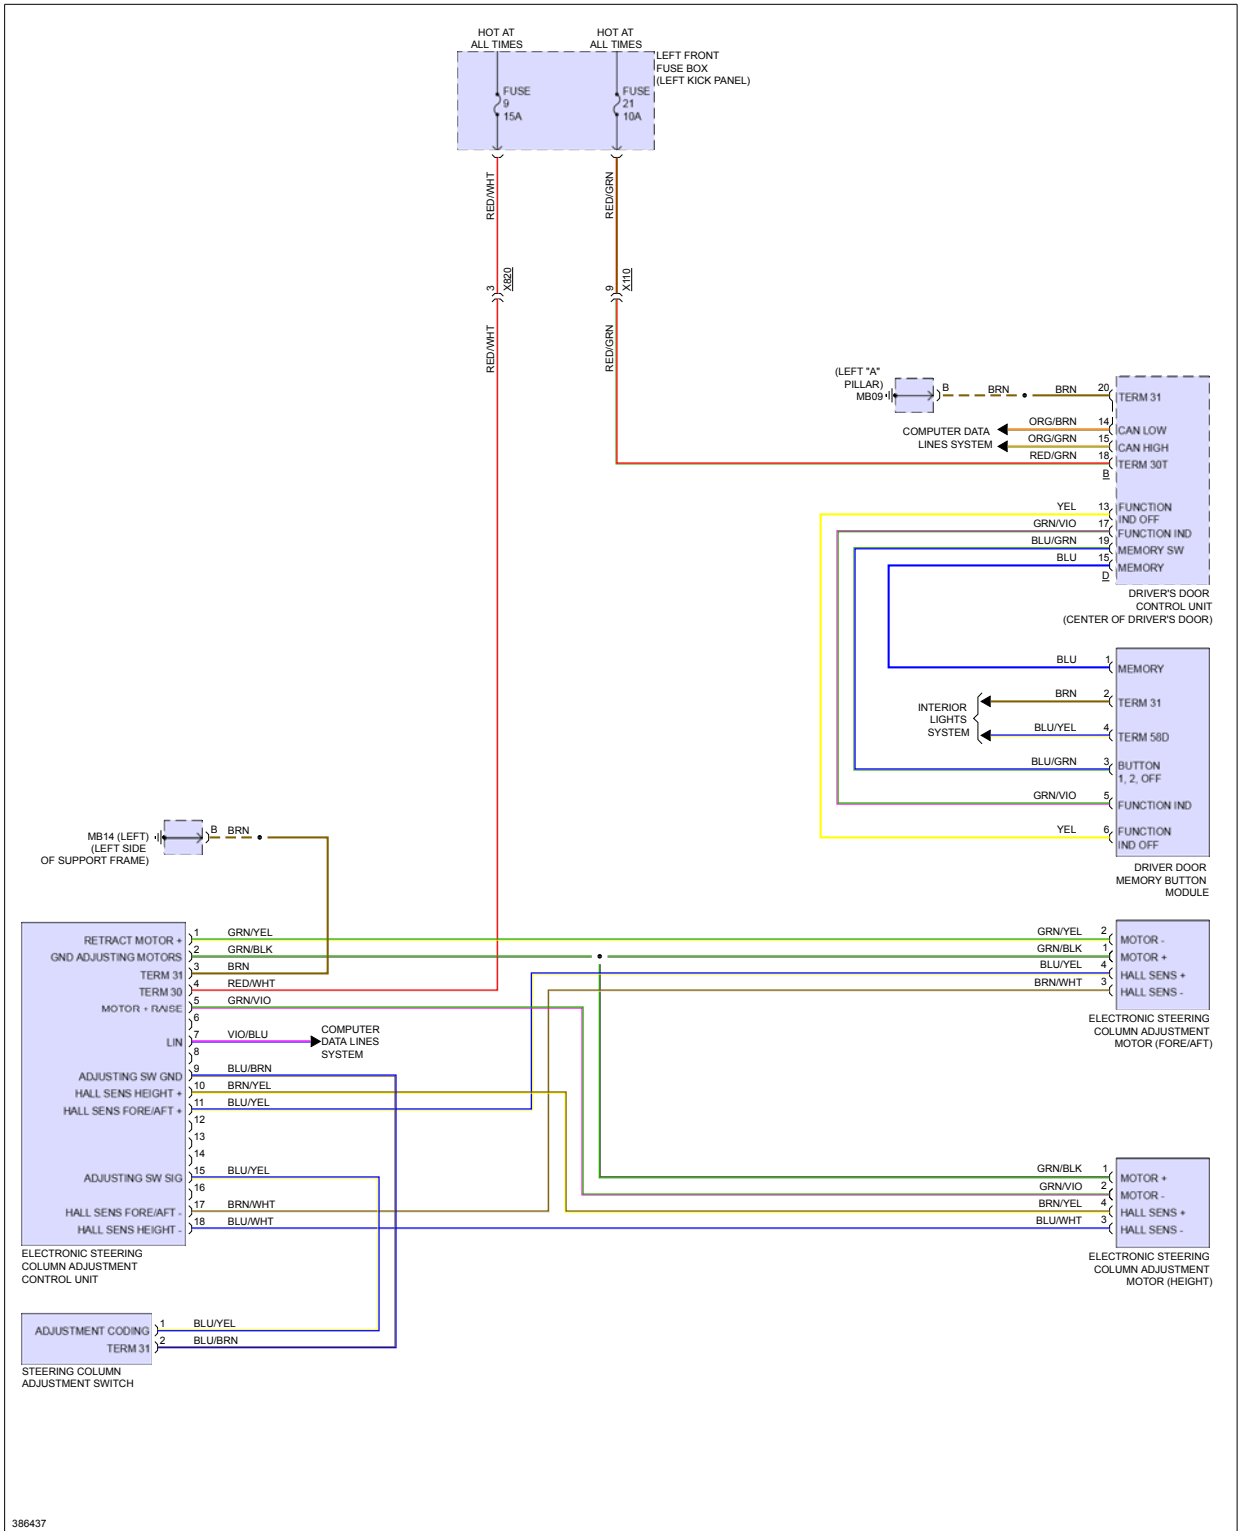 HOT AT
ALL TIMES
HOT AT
ALL TIMES
LEFT FRONT
FUSE BOX
(LEFT KICK PANEL)
FUSE
9
15A
FUSE
21
10A
RED/WHT
RED/GRN
3
X820
9
X110
RED/WHT
RED/GRN
(LEFT "A"
PILLAR)
MB09
B
BRN
BRN
20
TERM 31
COMPUTER DATA
LINES SYSTEM
ORG/BRN
14
CAN LOW
ORG/GRN
15
CAN HIGH
RED/GRN
18
TERM 30T
B
YEL
13
FUNCTION
IND OFF
GRN/VIO
17
FUNCTION IND
BLU/GRN
19
MEMORY SW
BLU
15
MEMORY
D
DRIVER'S DOOR
CONTROL UNIT
(CENTER OF DRIVER'S DOOR)
BLU
1
MEMORY
INTERIOR
LIGHTS
SYSTEM
BRN
2
TERM 31
BLU/YEL
4
TERM 58D
BLU/GRN
3
BUTTON
1, 2, OFF
GRN/VIO
5
FUNCTION IND
YEL
6
FUNCTION
IND OFF
DRIVER DOOR
MEMORY BUTTON
MODULE
MB14 (LEFT)
(LEFT SIDE
OF SUPPORT FRAME)
B
BRN
RETRACT MOTOR +
1
GRN/YEL
GND ADJUSTING MOTORS
2
GRN/BLK
TERM 31
3
BRN
TERM 30
4
RED/WHT
MOTOR + RAISE
5
GRN/VIO
6
LIN
7
VIO/BLU
COMPUTER
DATA LINES
SYSTEM
8
ADJUSTING SW GND
9
BLU/BRN
HALL SENS HEIGHT +
10
BRN/YEL
HALL SENS FORE/AFT +
11
BLU/YEL
12
13
14
ADJUSTING SW SIG
15
BLU/YEL
16
HALL SENS FORE/AFT -
17
BRN/WHT
HALL SENS HEIGHT -
18
BLU/WHT
ELECTRONIC STEERING
COLUMN ADJUSTMENT
CONTROL UNIT
GRN/YEL
2
MOTOR -
GRN/BLK
1
MOTOR +
BLU/YEL
4
HALL SENS +
BRN/WHT
3
HALL SENS -
ELECTRONIC STEERING
COLUMN ADJUSTMENT
MOTOR (FORE/AFT)
GRN/BLK
1
MOTOR +
GRN/VIO
2
MOTOR -
BRN/YEL
4
HALL SENS +
BLU/WHT
3
HALL SENS -
ELECTRONIC STEERING
COLUMN ADJUSTMENT
MOTOR (HEIGHT)
ADJUSTMENT CODING
1
BLU/YEL
TERM 31
2
BLU/BRN
STEERING COLUMN
ADJUSTMENT SWITCH
386437